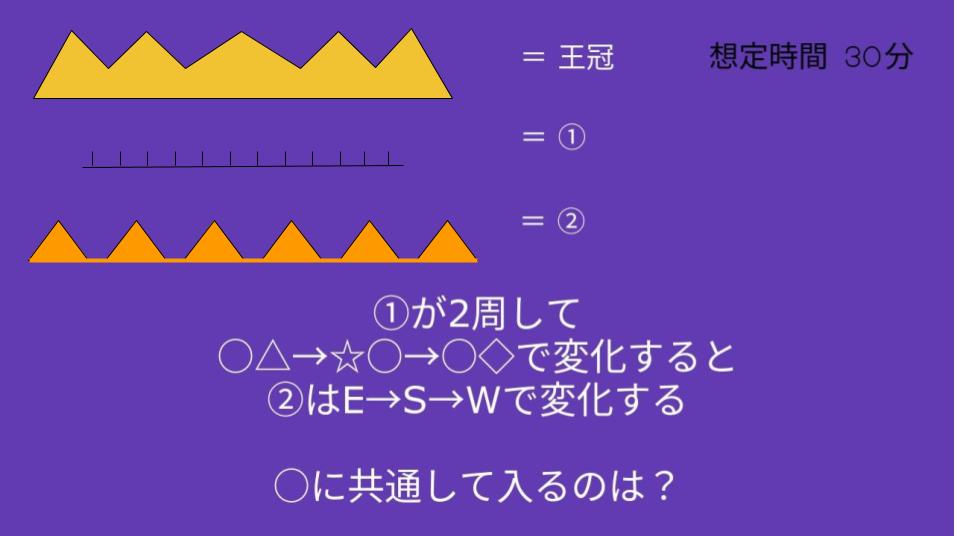 ＝ 王冠
想定時間 30分
＝ ①
＝ ②
①が2周して
○△→☆○→○◇で変化すると
②はE→S→Wで変化する
○に共通して入るのは？